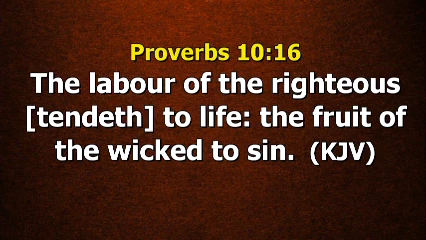 Proverbs 10:16
The labour of the righteous
[tendeth] to life: the fruit of
the wicked to sin. (KJV)